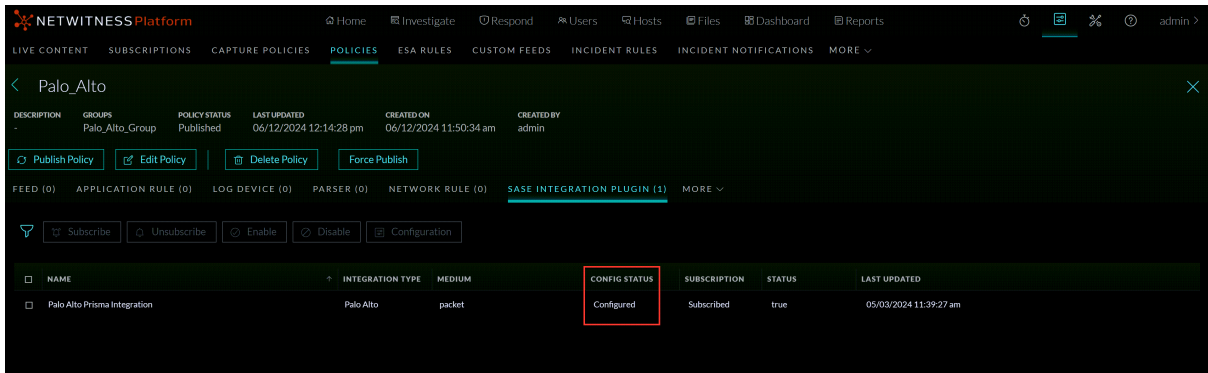 NETWITNESS Platform Home Investigate Respond Users Hosts Files Dashboard Reports admin >
LIVE CONTENT SUBSCRIPTIONS CAPTURE POLICIES POLICIES ESA RULES CUSTOM FEEDS INCIDENT RULES INCIDENT NOTIFICATIONS MORE
Palo_Alto
DESCRIPTION GROUPS POLICY STATUS LAST UPDATED CREATED ON CREATED BY
- Palo_Alto_Group Published 06/12/2024 12:14:28 pm 06/12/2024 11:50:34 am admin
Publish Policy Edit Policy Delete Policy Force Publish
FEED (0) APPLICATION RULE (0) LOG DEVICE (0) PARSER (0) NETWORK RULE (0) SASE INTEGRATION PLUGIN (1) MORE
Subscribe Unsubscribe Enable Disable Configuration
NAME ↑ INTEGRATION TYPE MEDIUM CONFIG STATUS SUBSCRIPTION STATUS LAST UPDATED
Palo Alto Prisma Integration Palo Alto packet Configured Subscribed true 05/03/2024 11:39:27 am